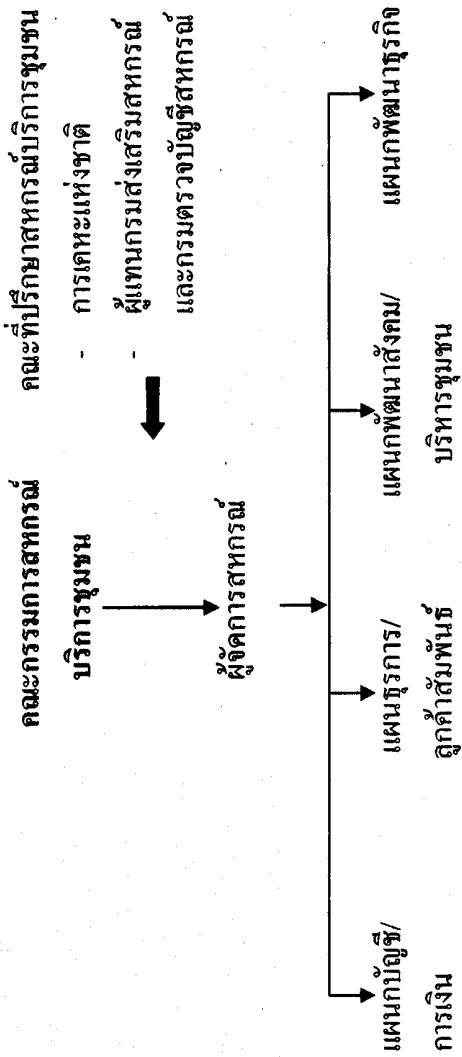 คณะกรรมการสหกรณ์
บริการชุมชน
คณะที่ปรึกษาสหกรณ์บริการชุมชน
- การเคหะแห่งชาติ
- ผู้แทนกรมส่งเสริมสหกรณ์
และกรมตรวจบัญชีสหกรณ์
ผู้จัดการสหกรณ์
แผนกบัญชี/
การเงิน
แผนธุรการ/
ลูกค้าสัมพันธ์
แผนกพัฒนาสังคม/
บริหารชุมชน
แผนกพัฒนาธุรกิจ